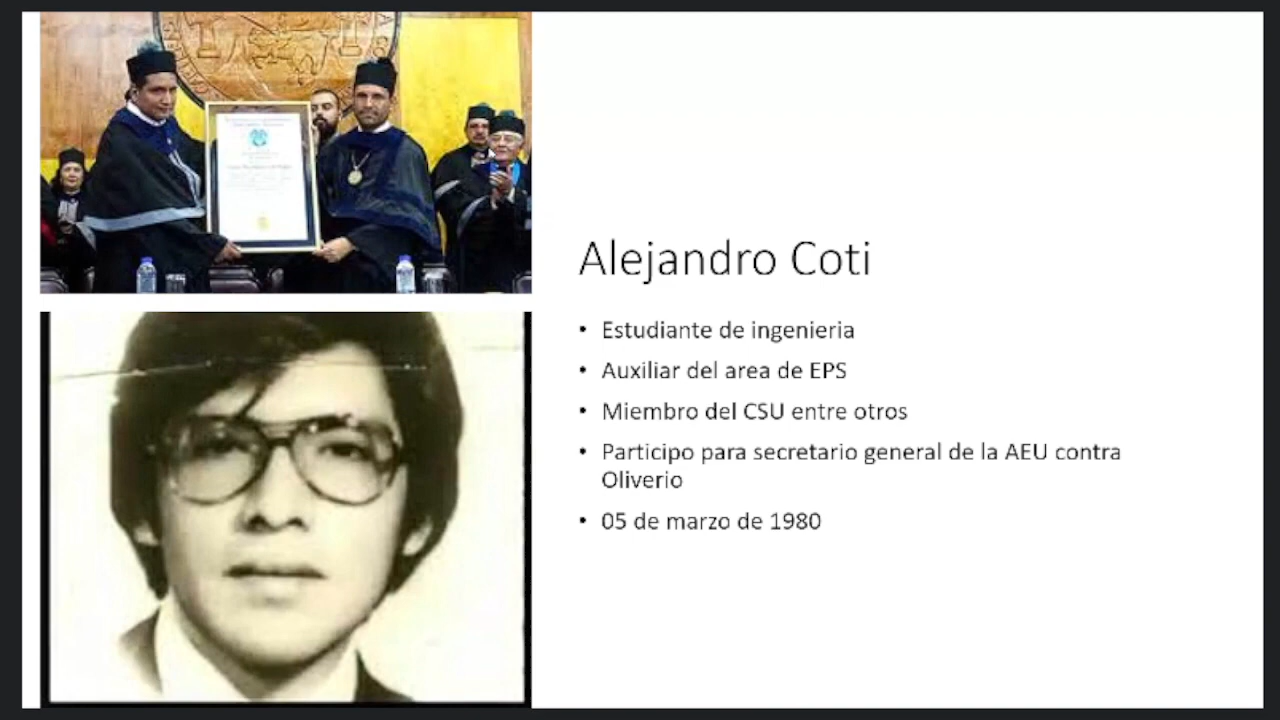 Alejandro Coti
• Estudiante de ingenieria
• Auxiliar del area de EPS
• Miembro del CSU entre otros
• Participo para secretario general de la AEU contra
Oliverio
• 05 de marzo de 1980